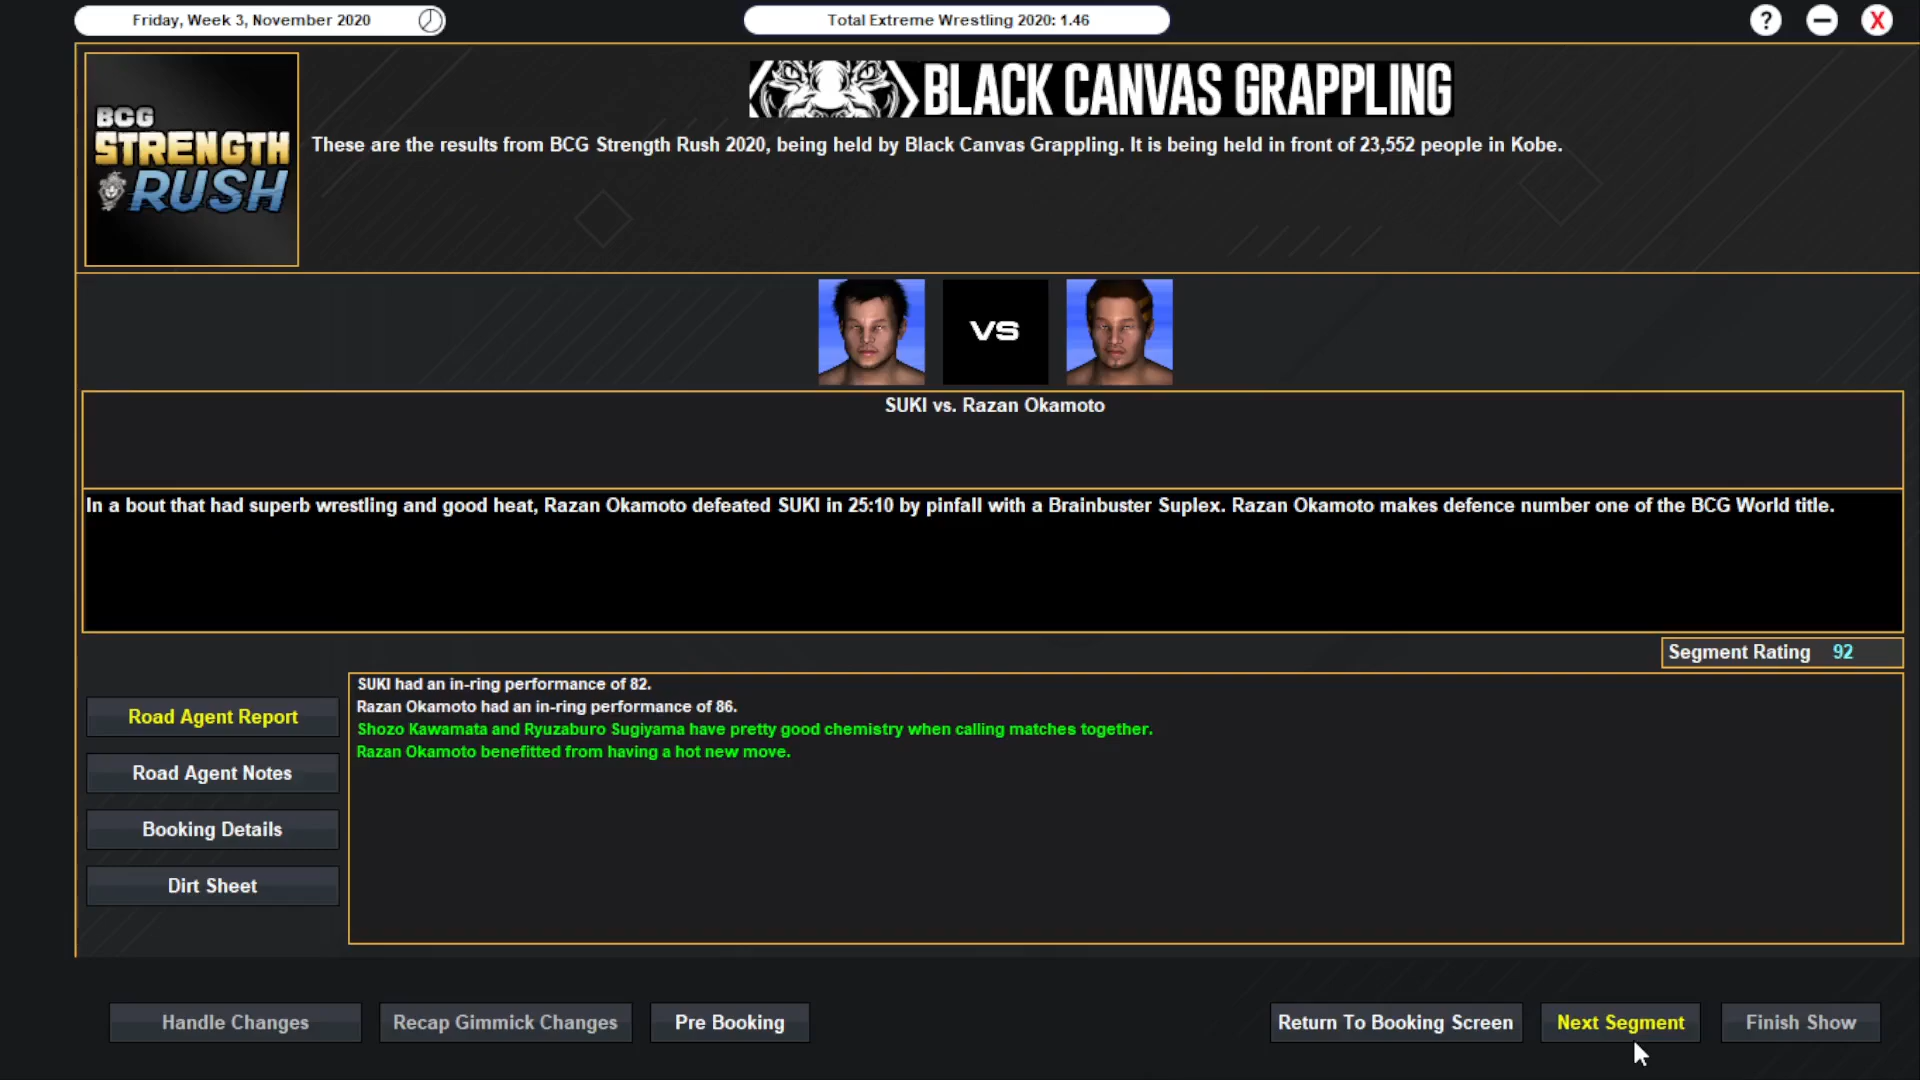 Friday, Week 3, November 2020
Total Extreme Wrestling 2020: 1.46
?
X
BCG
STRENGTH
RUSH
BLACK CANVAS GRAPPLING
These are the results from BCG Strength Rush 2020, being held by Black Canvas Grappling. It is being held in front of 23,552 people in Kobe.
VS
SUKI vs. Razan Okamoto
In a bout that had superb wrestling and good heat, Razan Okamoto defeated SUKI in 25:10 by pinfall with a Brainbuster Suplex. Razan Okamoto makes defence number one of the BCG World title.
Segment Rating 92
SUKI had an in-ring performance of 82.
Razan Okamoto had an in-ring performance of 86.
Shozo Kawamata and Ryuzaburo Sugiyama have pretty good chemistry when calling matches together.
Razan Okamoto benefitted from having a hot new move.
Road Agent Report
Road Agent Notes
Booking Details
Dirt Sheet
Handle Changes
Recap Gimmick Changes
Pre Booking
Return To Booking Screen
Next Segment
Finish Show